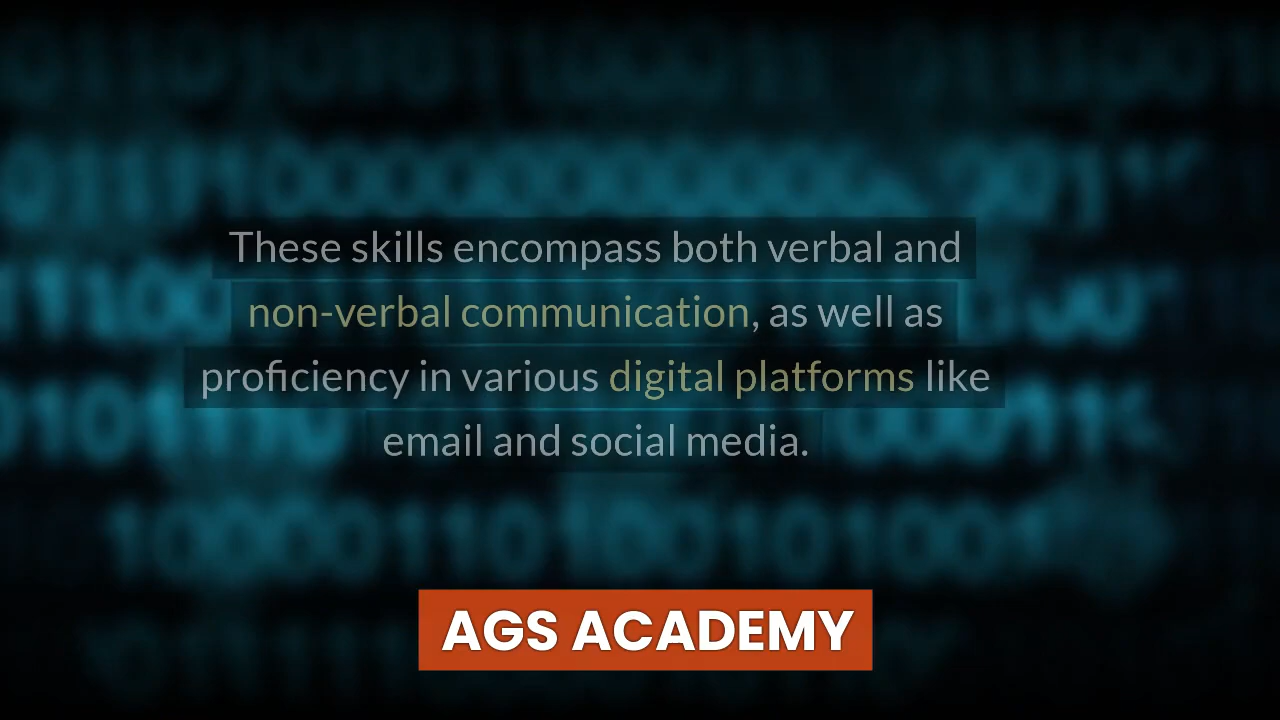 These skills encompass both verbal and
non-verbal communication, as well as
proficiency in various digital platforms like
email and social media.
AGS ACADEMY